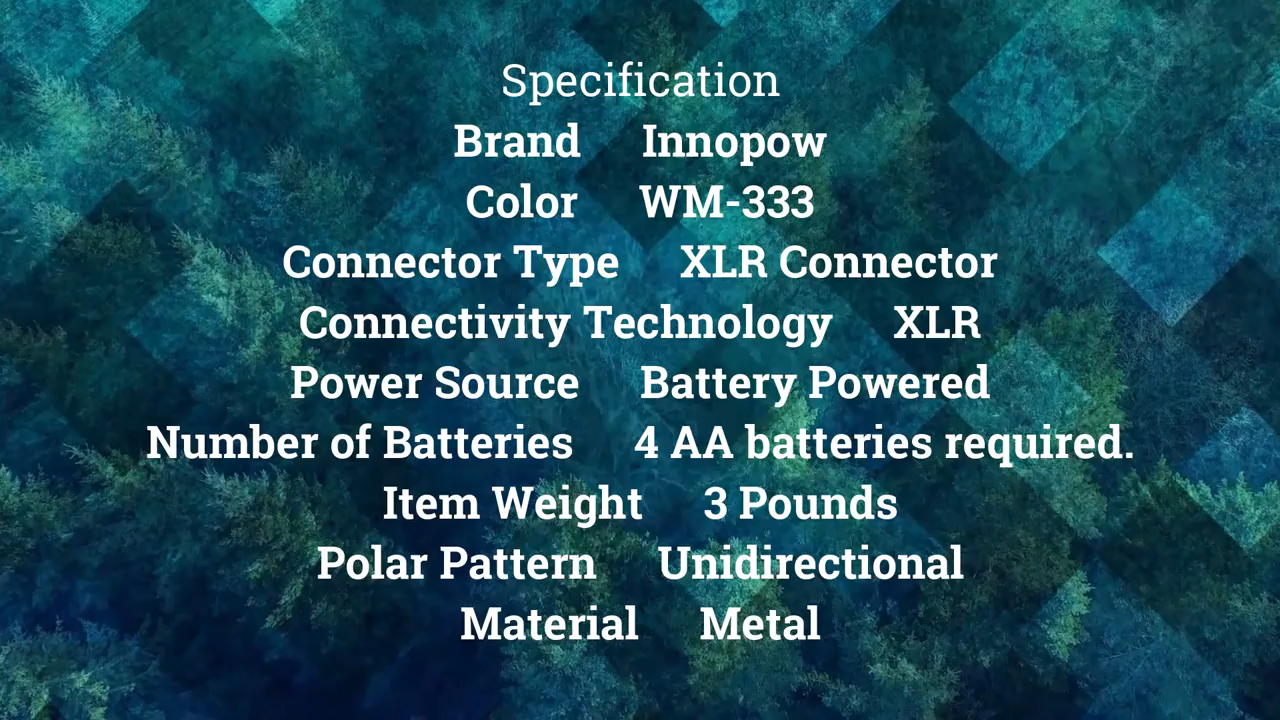 Specification
Brand Innopow
Color WM-333
Connector Type XLR Connector
Connectivity Technology XLR
Power Source Battery Powered
Number of Batteries 4 AA batteries required.
Item Weight 3 Pounds
Polar Pattern Unidirectional
Material Metal